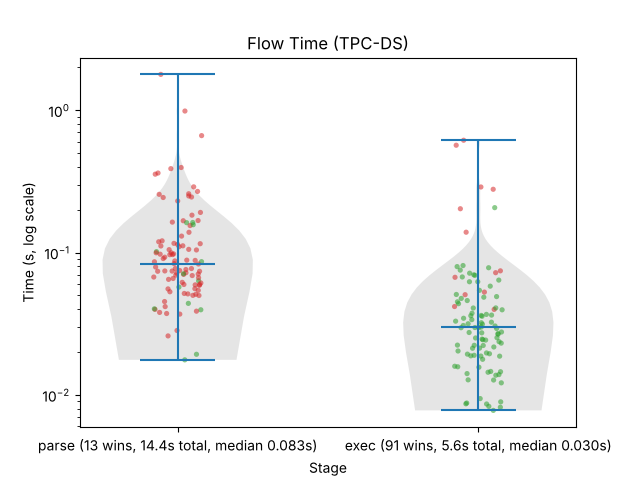 Flow Time (TPC-DS)
Time (s, log scale)
10⁰
10⁻¹
10⁻²
parse (13 wins, 14.4s total, median 0.083s)
exec (91 wins, 5.6s total, median 0.030s)
Stage